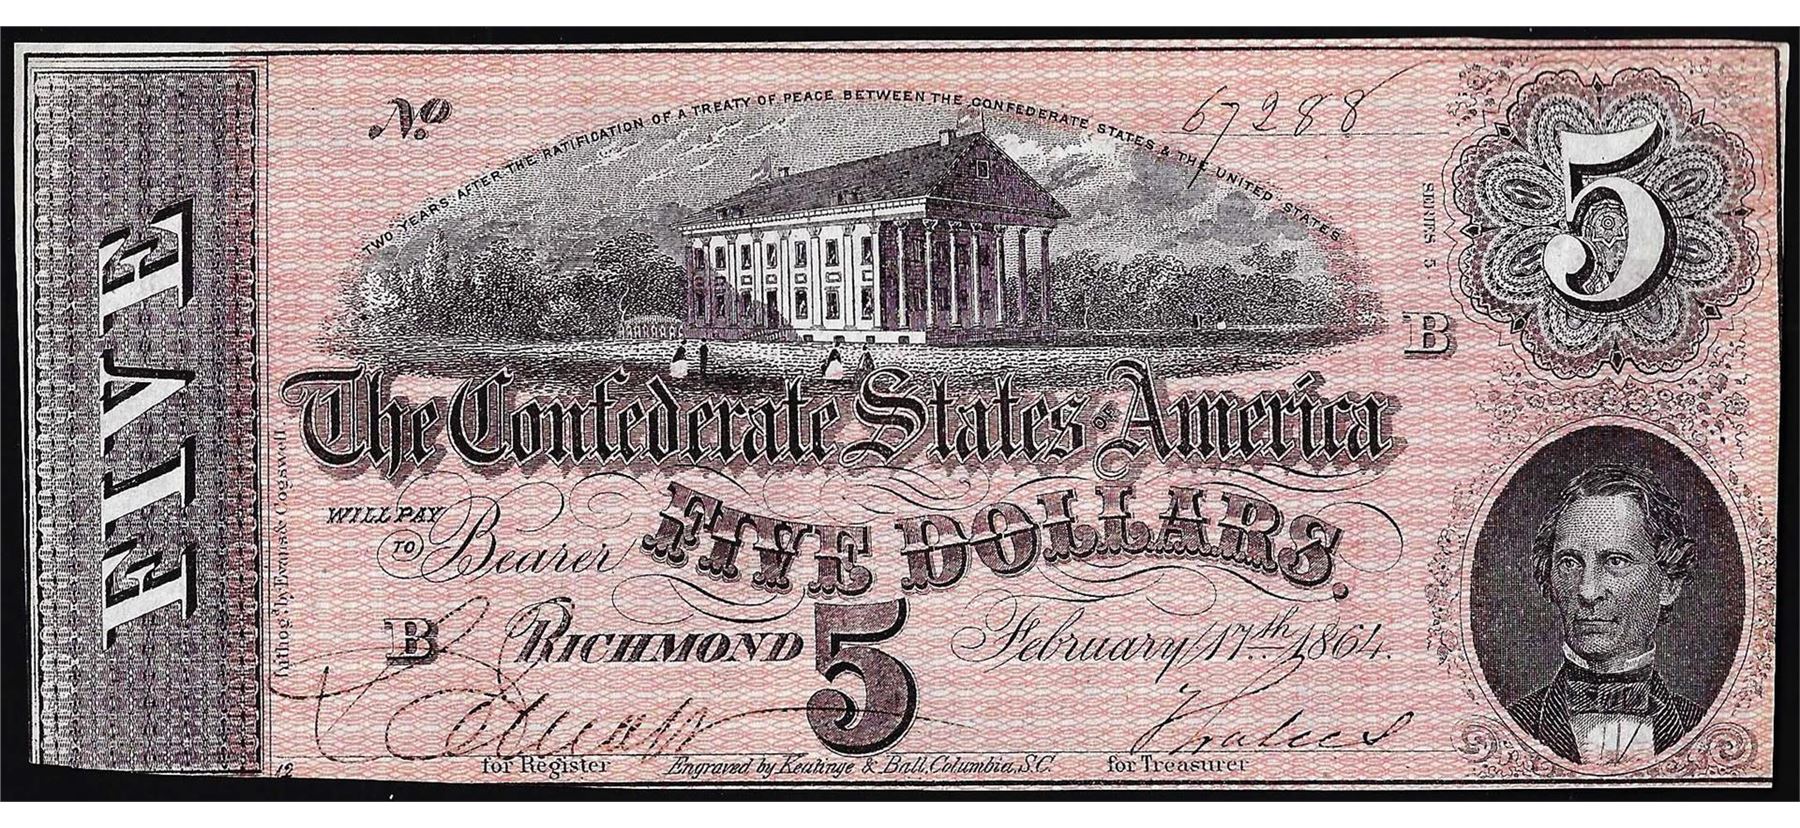 No 67288
TWO YEARS AFTER THE RATIFICATION OF A TREATY OF PEACE BETWEEN THE CONFEDERATE STATES & THE UNITED STATES
5
SERIES 5
B
FIVE
The Confederate States OF America
WILL PAY TO Bearer FIVE DOLLARS.
B RICHMOND 5 February 17th 1864.
Lithog'd by Evans & Cogswell
for Register
Engraved by Keatinge & Ball, Columbia, S.C.
for Treasurer
12